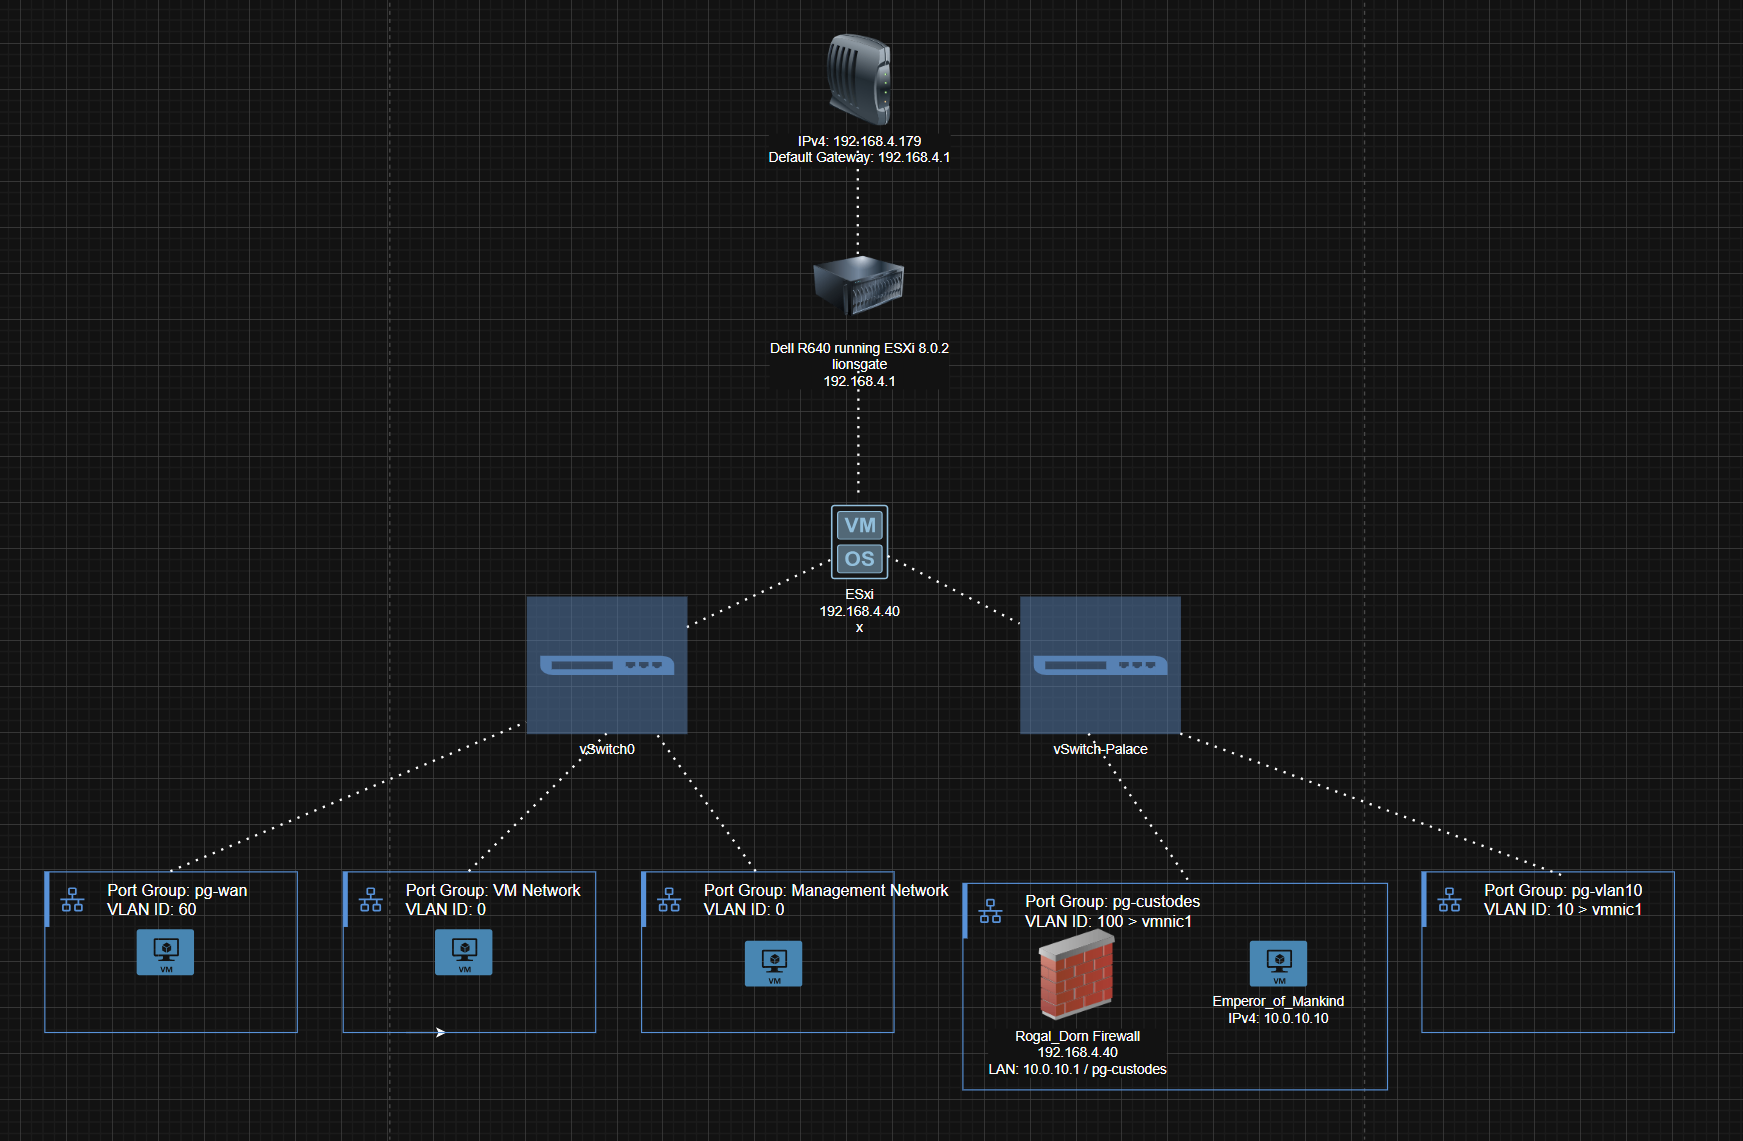 IPv4: 192.168.4.179
Default Gateway: 192.168.4.1
Dell R640 running ESXi 8.0.2
lionsgate
192.168.4.1
VM
OS
ESxi
192.168.4.40
x
vSwitch0
vSwitch-Palace
Port Group: pg-wan
VLAN ID: 60
VM
Port Group: VM Network
VLAN ID: 0
VM
Port Group: Management Network
VLAN ID: 0
VM
Port Group: pg-custodes
VLAN ID: 100 > vmnic1
Rogal_Dorn Firewall
192.168.4.40
LAN: 10.0.10.1 / pg-custodes
VM
Emperor_of_Mankind
IPv4: 10.0.10.10
Port Group: pg-vlan10
VLAN ID: 10 > vmnic1